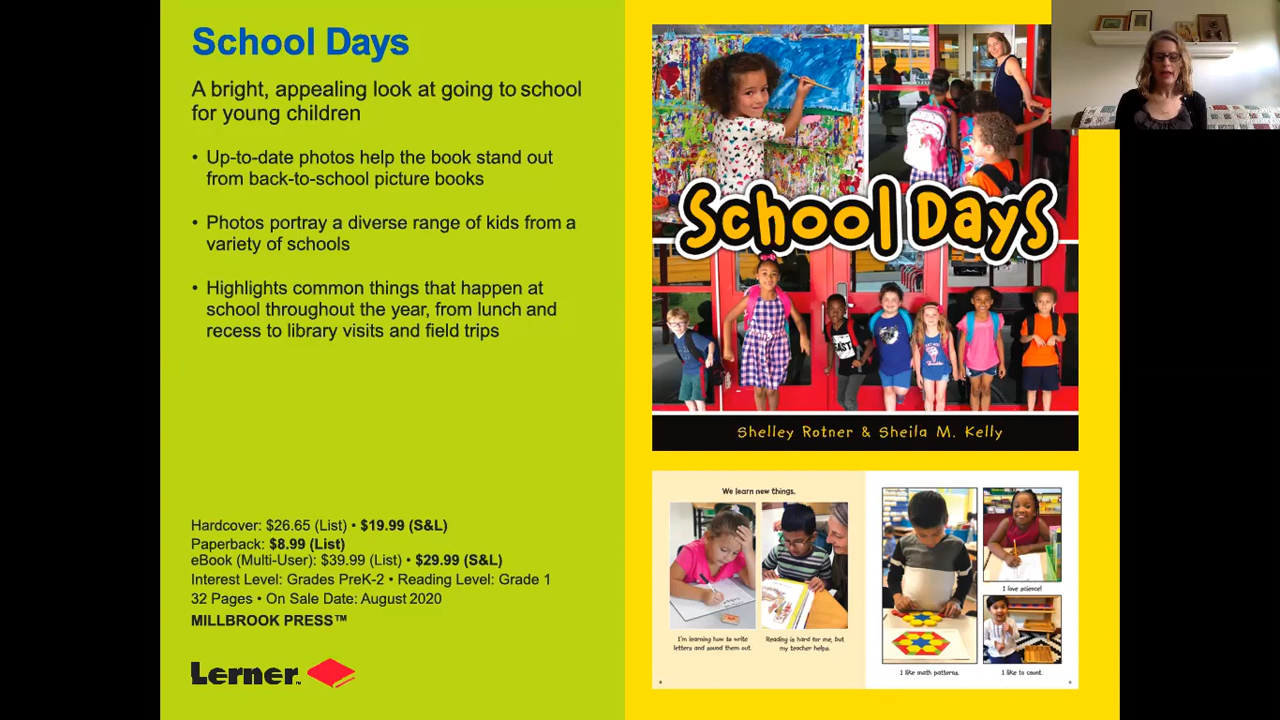 School Days
A bright, appealing look at going to school
for young children
• Up-to-date photos help the book stand out
from back-to-school picture books
• Photos portray a diverse range of kids from a
variety of schools
• Highlights common things that happen at
school throughout the year, from lunch and
recess to library visits and field trips
Hardcover: $26.65 (List) • $19.99 (S&L)
Paperback: $8.99 (List)
eBook (Multi-User): $39.99 (List) • $29.99 (S&L)
Interest Level: Grades PreK-2 • Reading Level: Grade 1
32 Pages • On Sale Date: August 2020
MILLBROOK PRESS™
Lerner™
School Days
Shelley Rotner & Sheila M. Kelly
We learn new things.
I'm learning how to write
letters and sound them out.
Reading is hard for me, but
my teacher helps.
I like math patterns.
I love science!
I like to count.